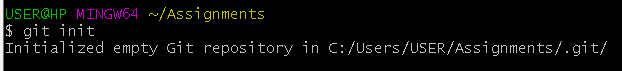 USER@HP MINGW64 ~/Assignments
$ git init
Initialized empty Git repository in C:/Users/USER/Assignments/.git/